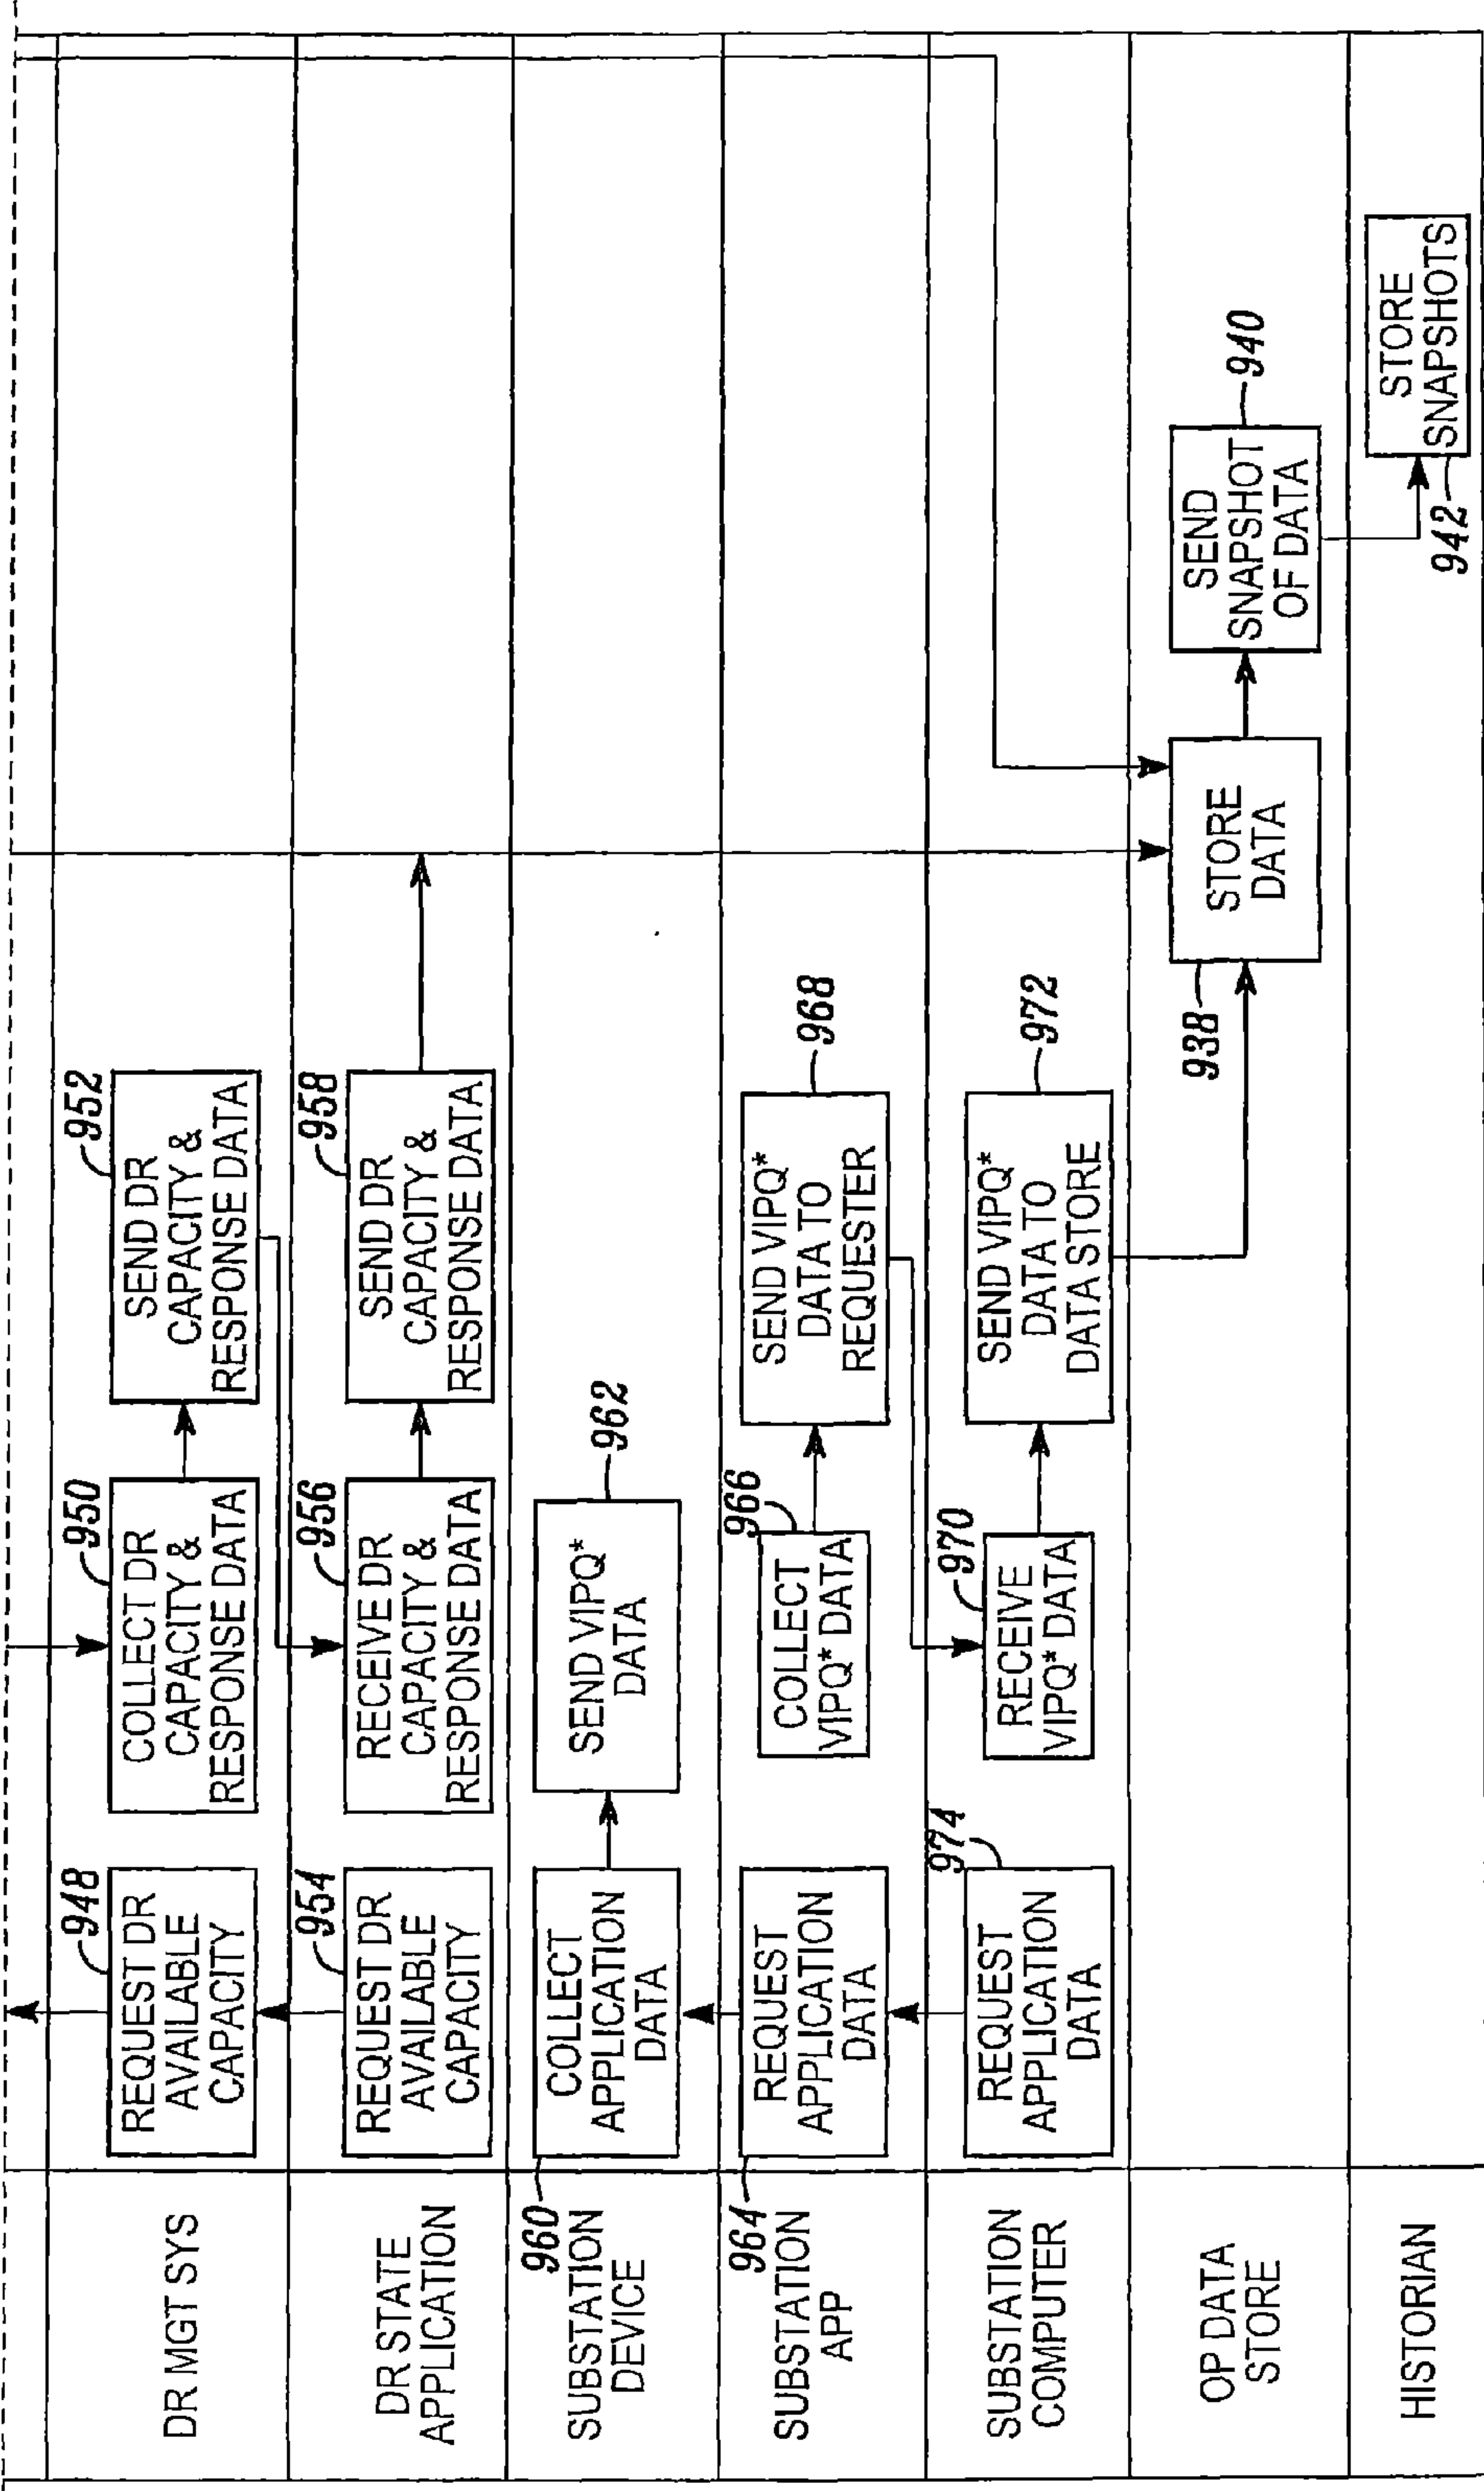 DR MGT SYS
948
REQUEST DR
AVAILABLE
CAPACITY
950
COLLECT DR
CAPACITY &
RESPONSE DATA
952
SEND DR
CAPACITY &
RESPONSE DATA
DR STATE
APPLICATION
954
REQUEST DR
AVAILABLE
CAPACITY
956
RECEIVE DR
CAPACITY &
RESPONSE DATA
958
SEND DR
CAPACITY &
RESPONSE DATA
SUBSTATION
DEVICE
960
COLLECT
APPLICATION
DATA
SEND VIPQ*
DATA
962
SUBSTATION
APP
964
REQUEST
APPLICATION
DATA
966
COLLECT
VIPQ* DATA
SEND VIPQ*
DATA TO
REQUESTER
968
SUBSTATION
COMPUTER
974
REQUEST
APPLICATION
DATA
970
RECEIVE
VIPQ* DATA
SEND VIPQ*
DATA TO
DATA STORE
972
OP DATA
STORE
938
STORE
DATA
SEND
SNAPSHOT
OF DATA
940
HISTORIAN
942
STORE
SNAPSHOTS